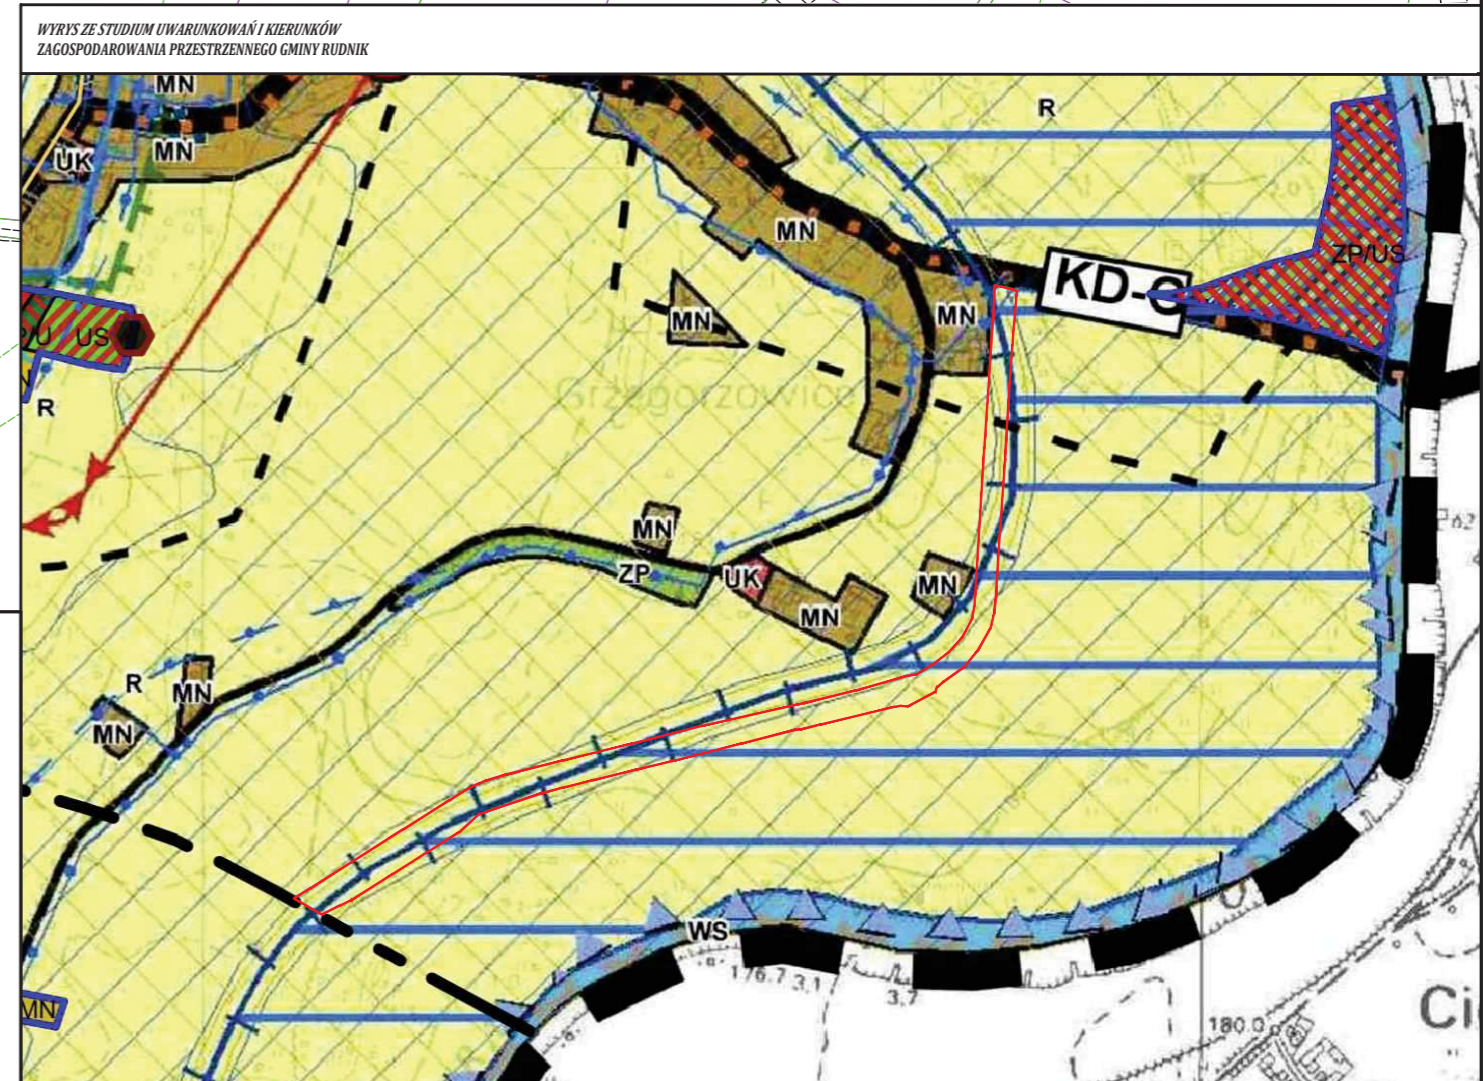 WYRYS ZE STUDIUM UWARUNKOWAŃ I KIERUNKÓW
ZAGOSPODAROWANIA PRZESTRZENNEGO GMINY RUDNIK
MN
R
UK
MN
MN
ZP/US
KD-G
MN
MN
US
R
Grzegorzowice
MN
ZP
UK
MN
MN
R
MN
MN
WS
176.7
3,1
3,7
MN
180.0